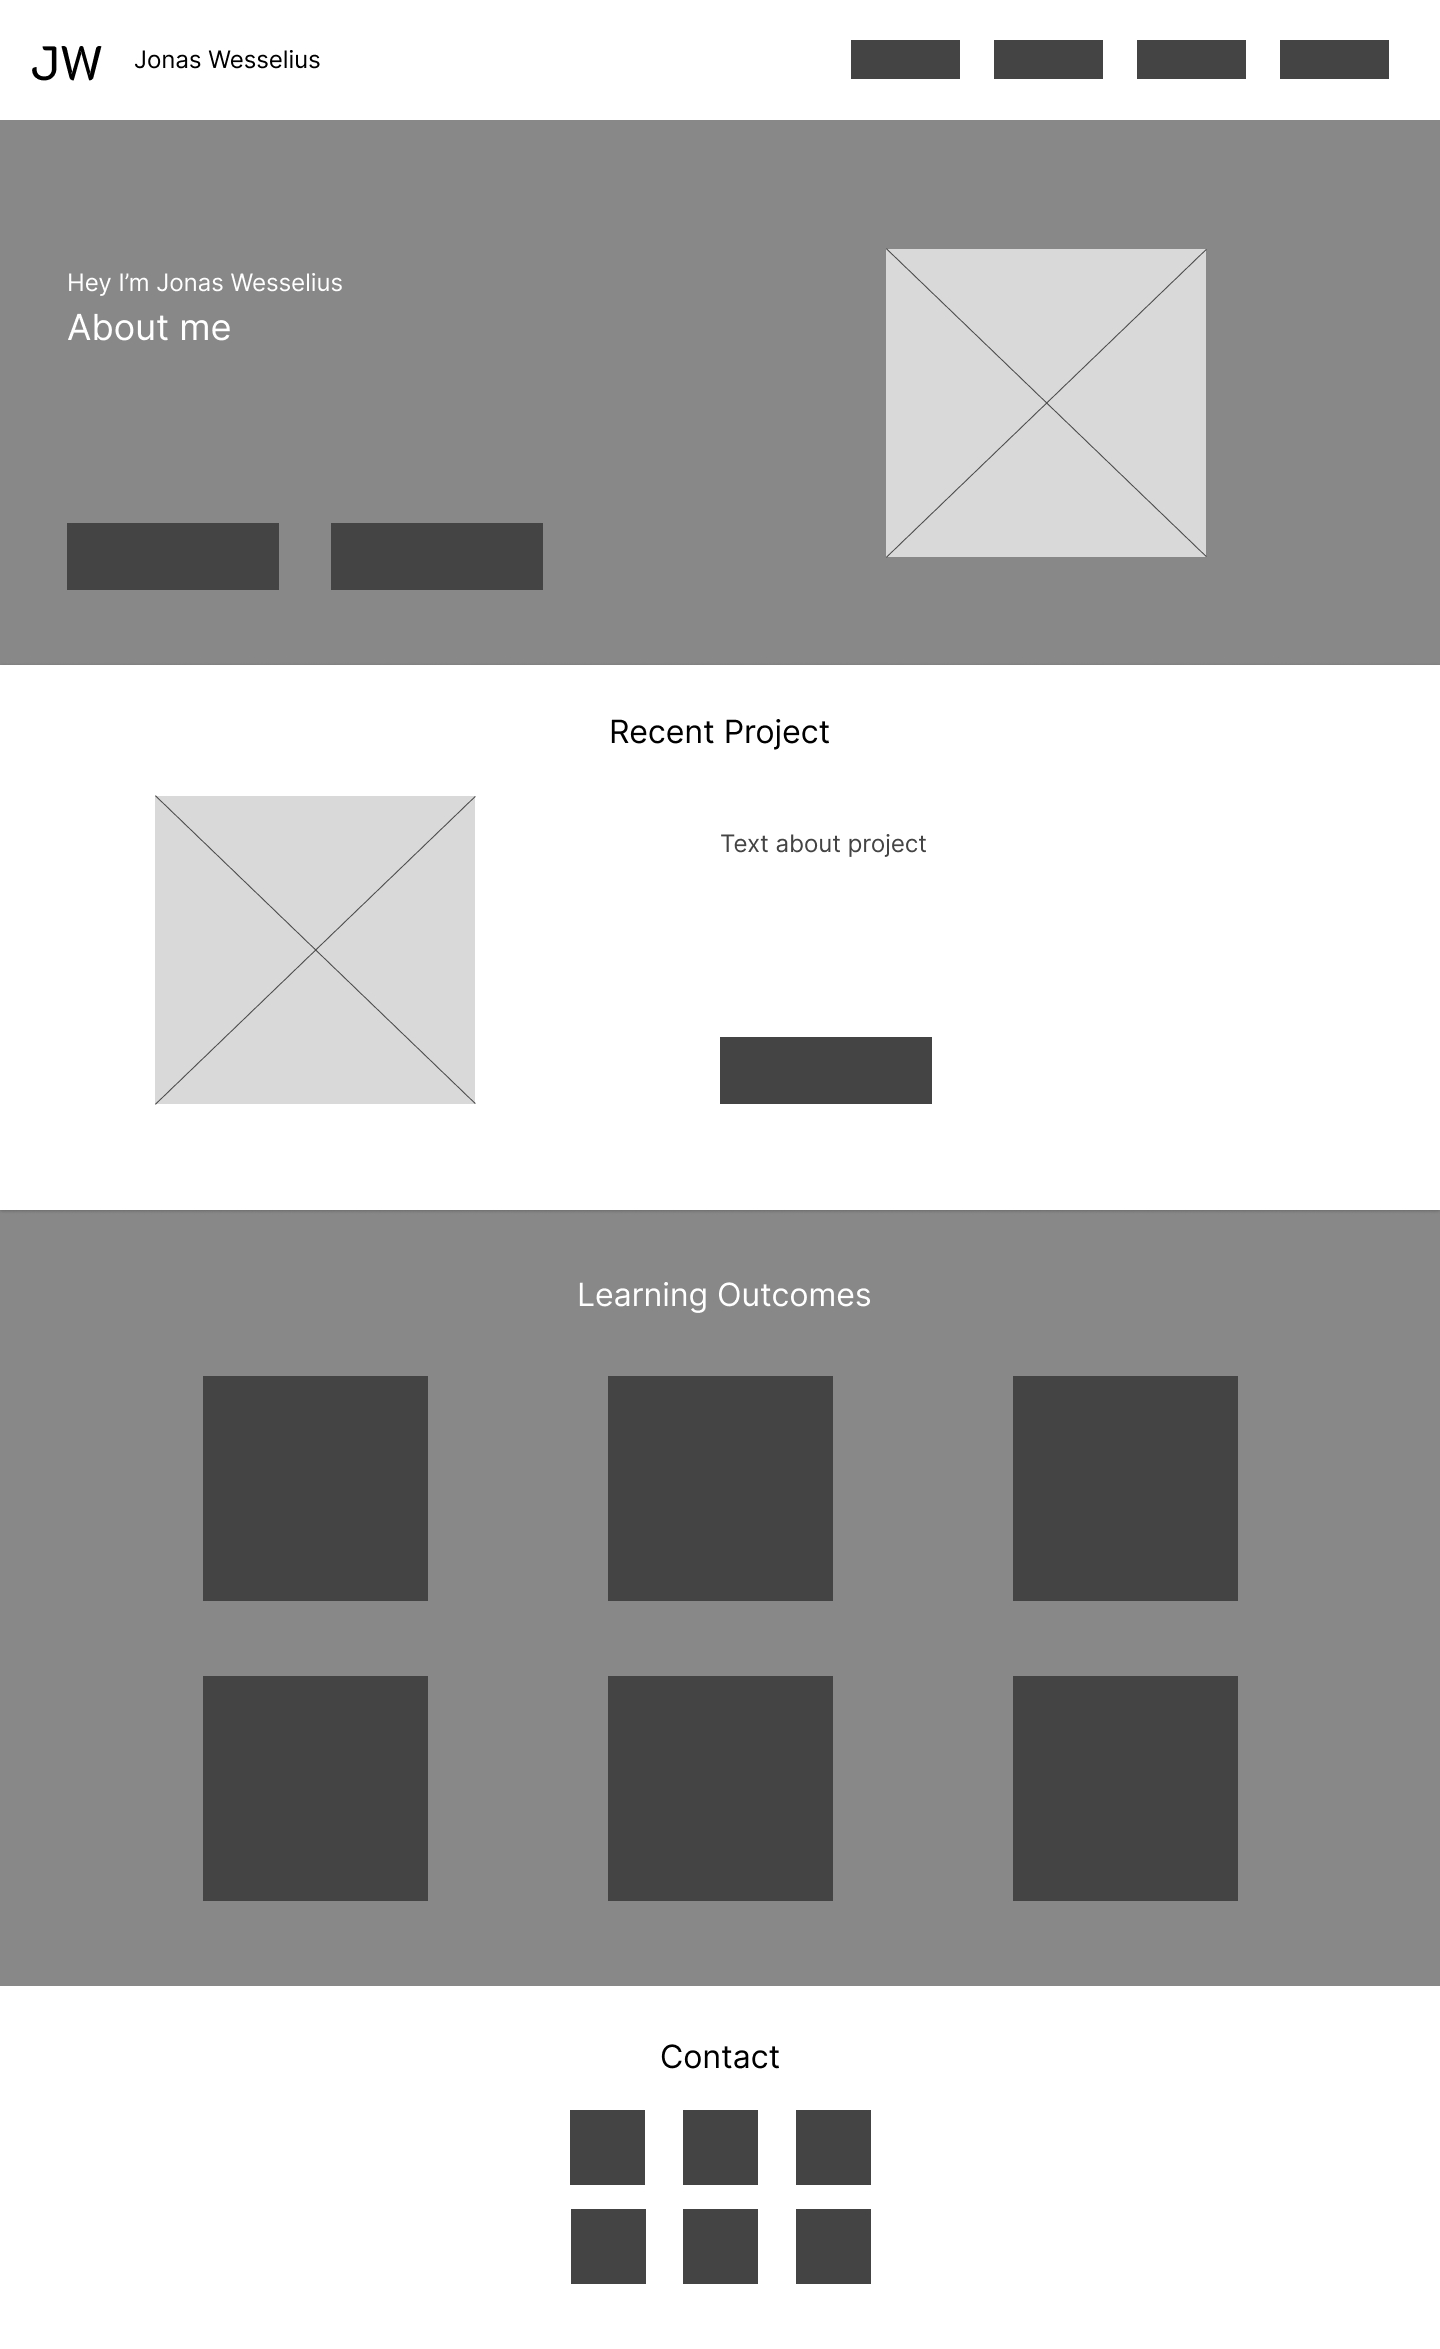 JW
Jonas Wesselius
Hey I’m Jonas Wesselius
About me
Recent Project
Text about project
Learning Outcomes
Contact